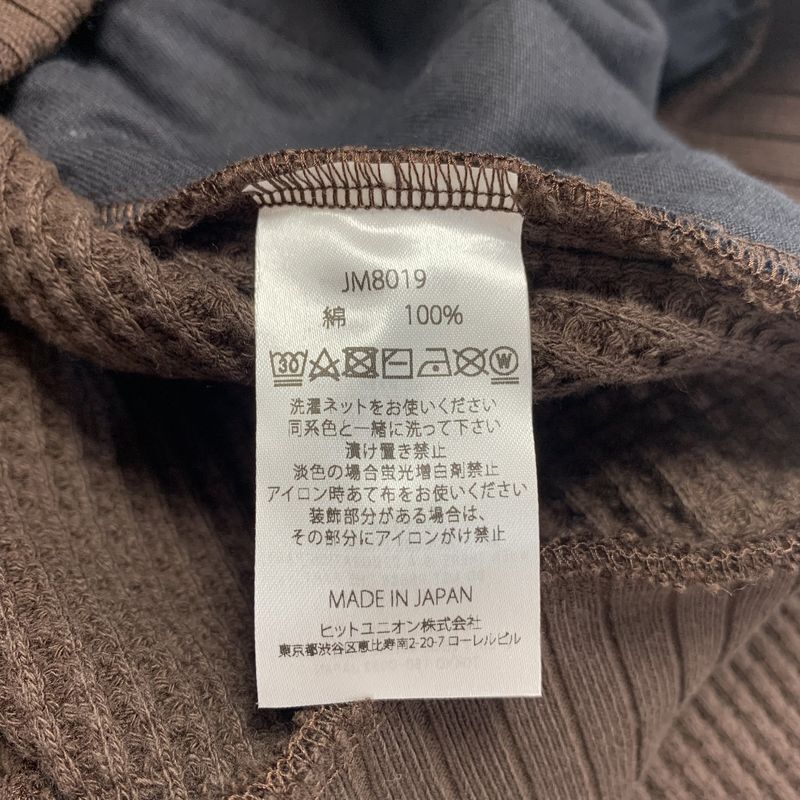 JM8019
綿 100%
30 W
洗濯ネットをお使いください
同系色と一緒に洗って下さい
漬け置き禁止
淡色の場合蛍光増白剤禁止
アイロン時あて布をお使いください
装飾部分がある場合は、
その部分にアイロンがけ禁止
MADE IN JAPAN
ヒットユニオン株式会社
東京都渋谷区恵比寿南2-20-7 ローレルビル